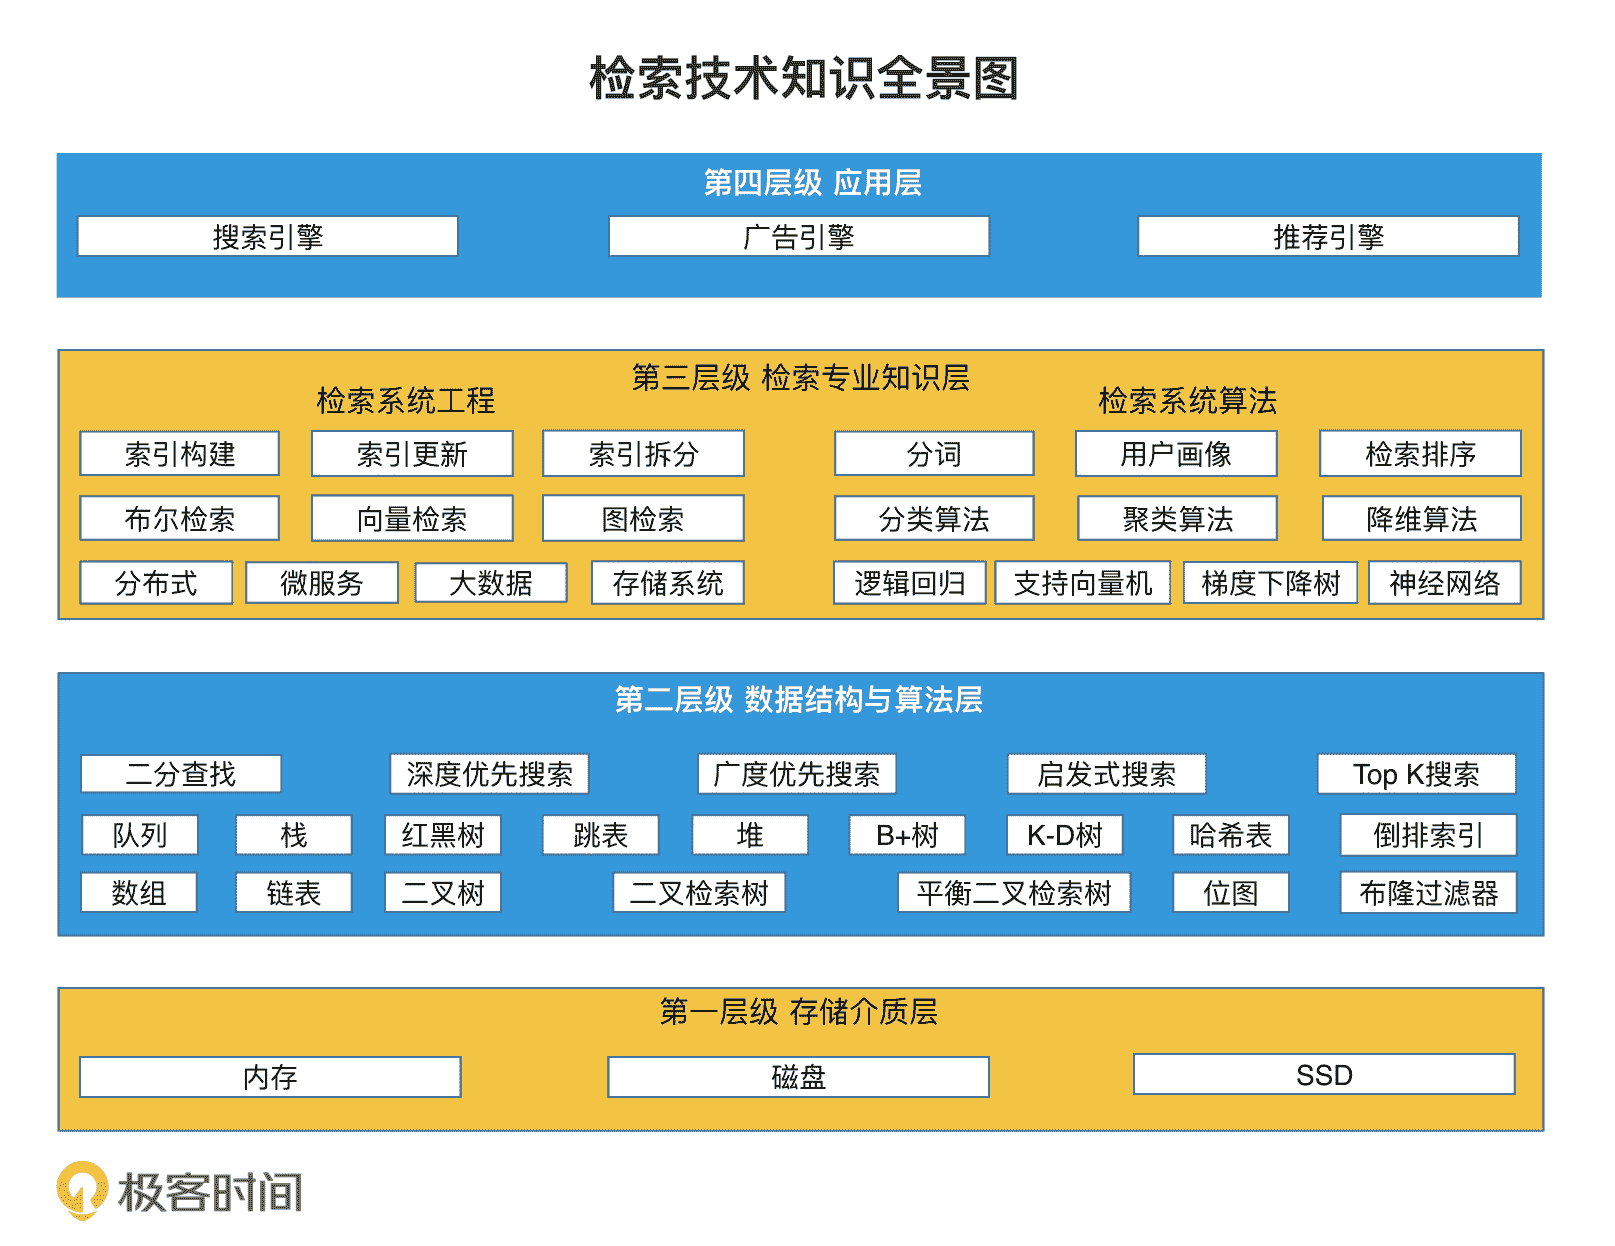 检索技术知识全景图
第四层级 应用层
搜索引擎 广告引擎 推荐引擎
第三层级 检索专业知识层
检索系统工程 检索系统算法
索引构建 索引更新 索引拆分 分词 用户画像 检索排序
布尔检索 向量检索 图检索 分类算法 聚类算法 降维算法
分布式 微服务 大数据 存储系统 逻辑回归 支持向量机 梯度下降树 神经网络
第二层级 数据结构与算法层
二分查找 深度优先搜索 广度优先搜索 启发式搜索 Top K搜索
队列 栈 红黑树 跳表 堆 B+树 K-D树 哈希表 倒排索引
数组 链表 二叉树 二叉检索树 平衡二叉检索树 位图 布隆过滤器
第一层级 存储介质层
内存 磁盘 SSD
极客时间